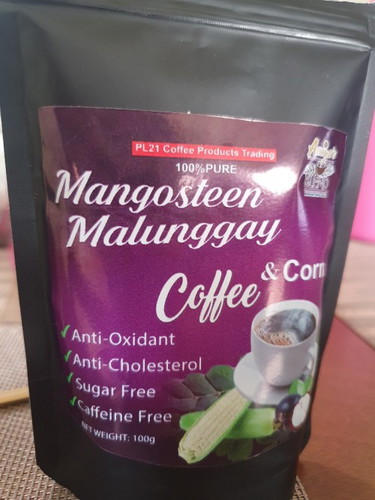 PL21 Coffee Products Trading
100%PURE
Mangosteen
Malunggay
& Corn
Coffee
Anti-Oxidant
Anti-Cholesterol
Sugar Free
Caffeine Free
NET WEIGHT: 100g